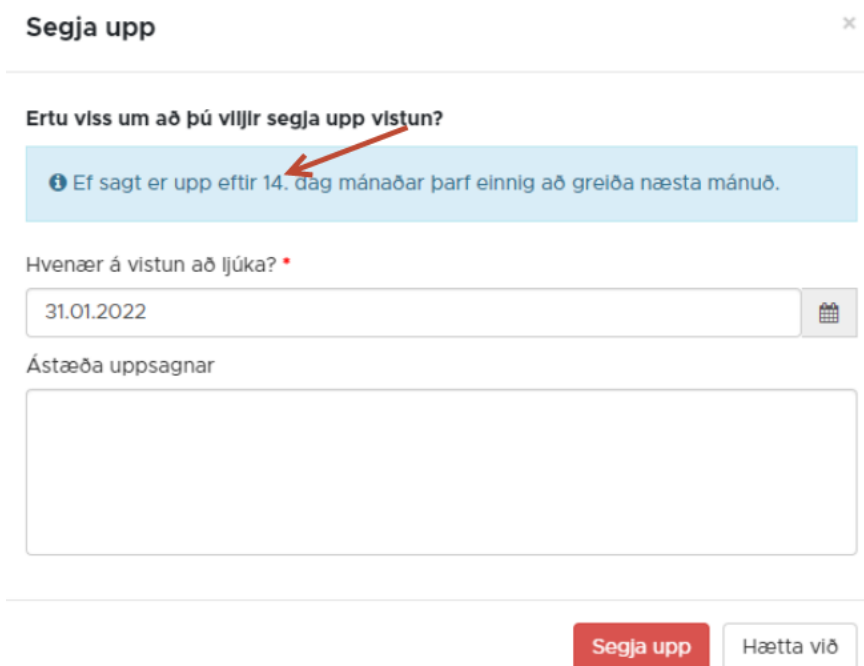 Segja upp
×
Ertu viss um að þú viljir segja upp vistun?
Ef sagt er upp eftir 14. dag mánaðar þarf einnig að greiða næsta mánuð.
Hvenær á vistun að ljúka? *
31.01.2022
Ástæða uppsagnar
Segja upp
Hætta við